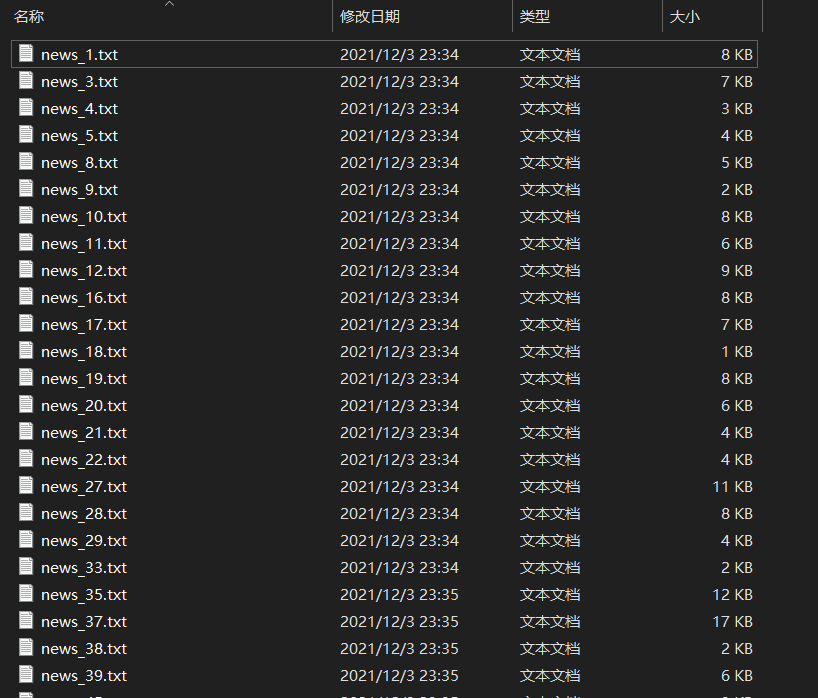 名称 修改日期 类型 大小
news_1.txt 2021/12/3 23:34 文本文档 8 KB
news_3.txt 2021/12/3 23:34 文本文档 7 KB
news_4.txt 2021/12/3 23:34 文本文档 3 KB
news_5.txt 2021/12/3 23:34 文本文档 4 KB
news_8.txt 2021/12/3 23:34 文本文档 5 KB
news_9.txt 2021/12/3 23:34 文本文档 2 KB
news_10.txt 2021/12/3 23:34 文本文档 8 KB
news_11.txt 2021/12/3 23:34 文本文档 6 KB
news_12.txt 2021/12/3 23:34 文本文档 9 KB
news_16.txt 2021/12/3 23:34 文本文档 8 KB
news_17.txt 2021/12/3 23:34 文本文档 7 KB
news_18.txt 2021/12/3 23:34 文本文档 1 KB
news_19.txt 2021/12/3 23:34 文本文档 8 KB
news_20.txt 2021/12/3 23:34 文本文档 6 KB
news_21.txt 2021/12/3 23:34 文本文档 4 KB
news_22.txt 2021/12/3 23:34 文本文档 4 KB
news_27.txt 2021/12/3 23:34 文本文档 11 KB
news_28.txt 2021/12/3 23:34 文本文档 8 KB
news_29.txt 2021/12/3 23:34 文本文档 4 KB
news_33.txt 2021/12/3 23:34 文本文档 2 KB
news_35.txt 2021/12/3 23:35 文本文档 12 KB
news_37.txt 2021/12/3 23:35 文本文档 17 KB
news_38.txt 2021/12/3 23:35 文本文档 2 KB
news_39.txt 2021/12/3 23:35 文本文档 6 KB